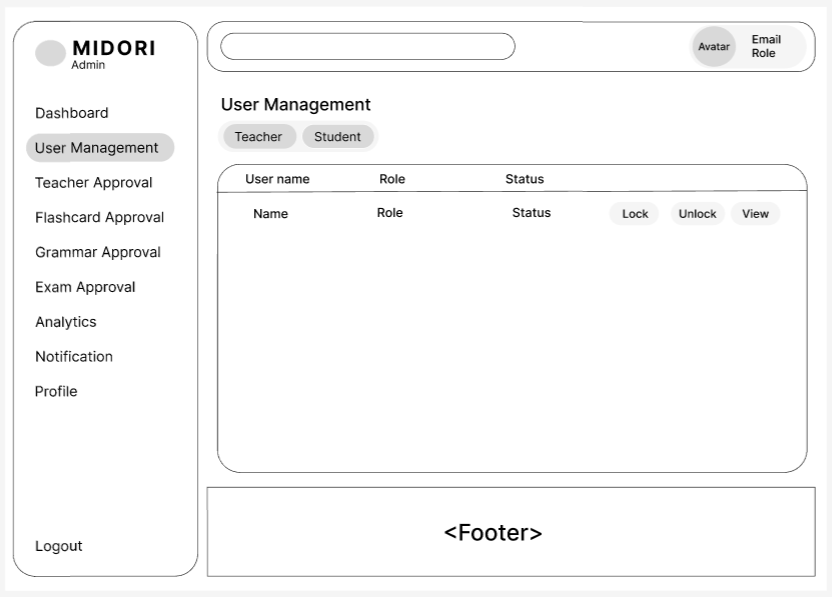 MIDORI
Admin
Dashboard
User Management
Teacher Approval
Flashcard Approval
Grammar Approval
Exam Approval
Analytics
Notification
Profile
Logout
Avatar
Email
Role
User Management
Teacher Student
User name Role Status
Name Role Status Lock Unlock View
<Footer>